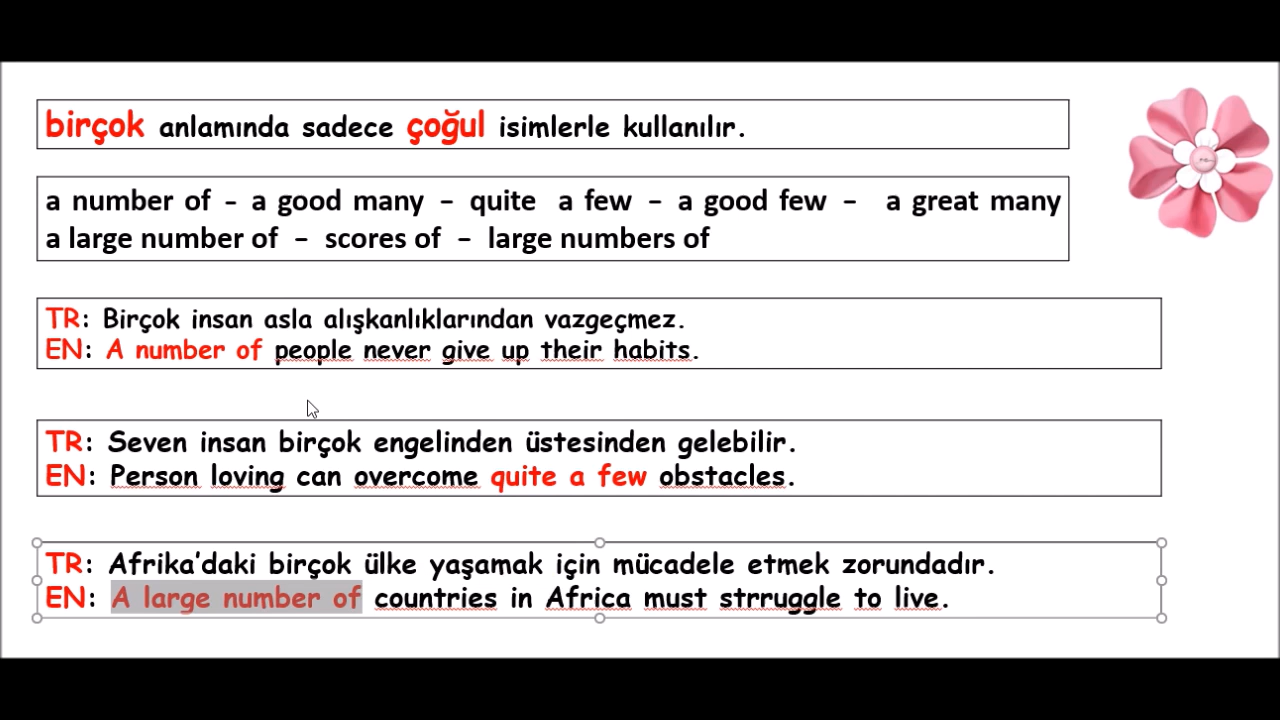 birçok anlamında sadece çoğul isimlerle kullanılır.
a number of - a good many – quite a few – a good few – a great many
a large number of – scores of – large numbers of
TR: Birçok insan asla alışkanlıklarından vazgeçmez.
EN: A number of people never give up their habits.
TR: Seven insan birçok engelinden üstesinden gelebilir.
EN: Person loving can overcome quite a few obstacles.
TR: Afrika’daki birçok ülke yaşamak için mücadele etmek zorundadır.
EN: A large number of countries in Africa must strruggle to live.